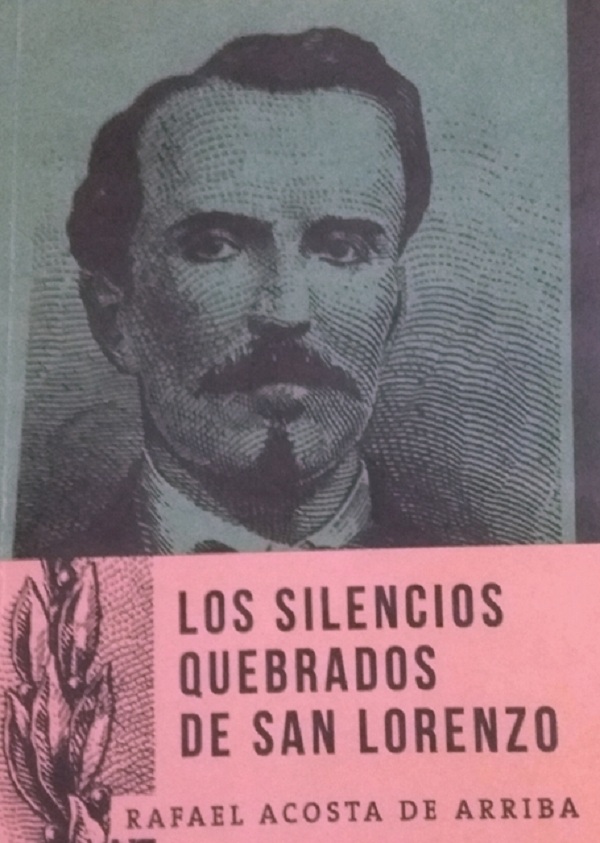 LOS SILENCIOS
QUEBRADOS
DE SAN LORENZO
RAFAEL ACOSTA DE ARRIBA